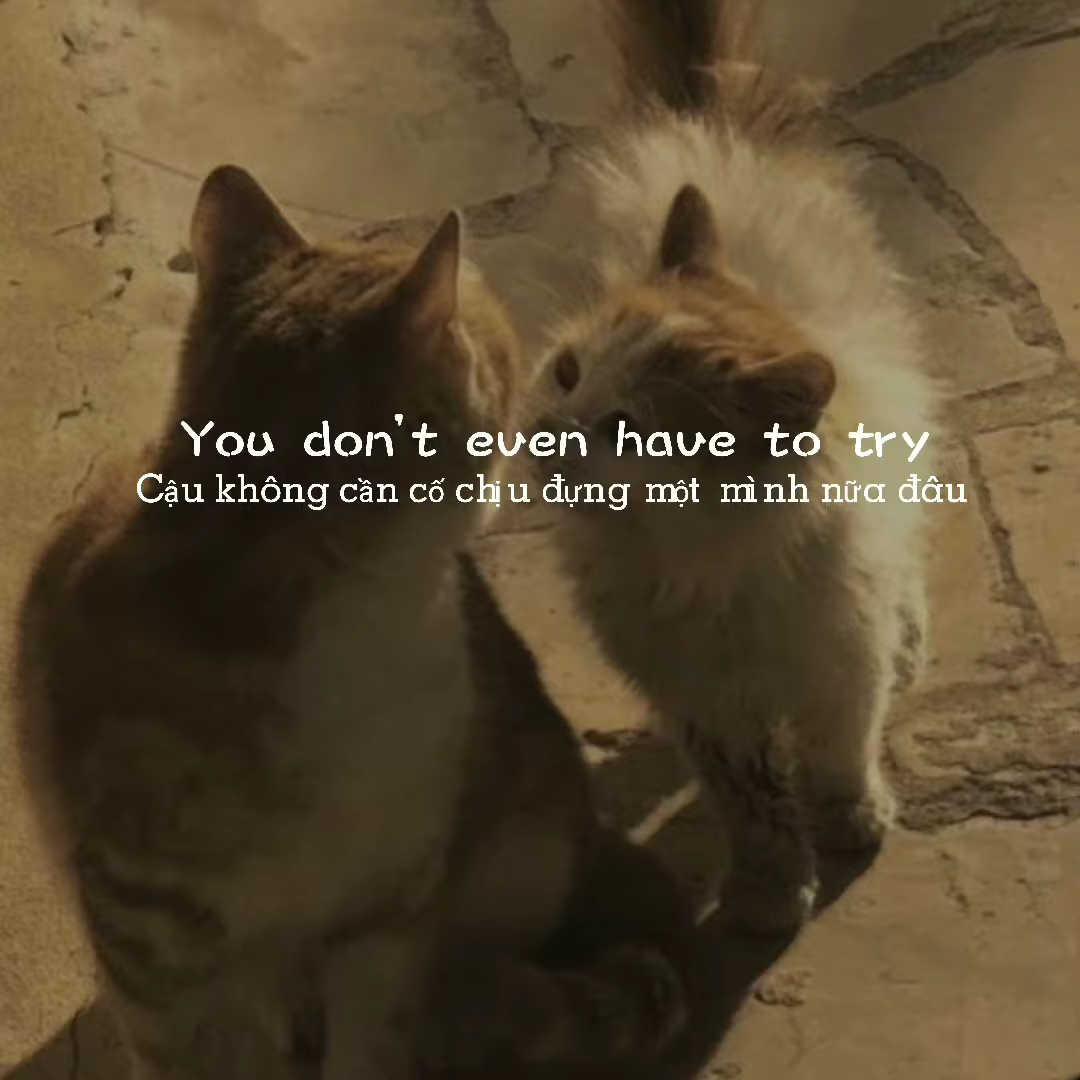 You don't even have to try
Cậu không cần cố chịu đựng một mình nữa đâu